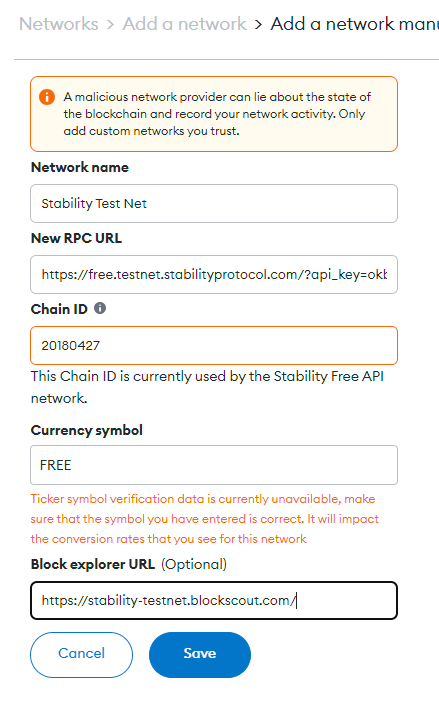 Networks > Add a network > Add a network manu
A malicious network provider can lie about the state of
the blockchain and record your network activity. Only
add custom networks you trust.
Network name
Stability Test Net
New RPC URL
https://free.testnet.stabilityprotocol.com/?api_key=okb
Chain ID
20180427
This Chain ID is currently used by the Stability Free API
network.
Currency symbol
FREE
Ticker symbol verification data is currently unavailable, make
sure that the symbol you have entered is correct. It will impact
the conversion rates that you see for this network
Block explorer URL (Optional)
https://stability-testnet.blockscout.com/
Cancel Save